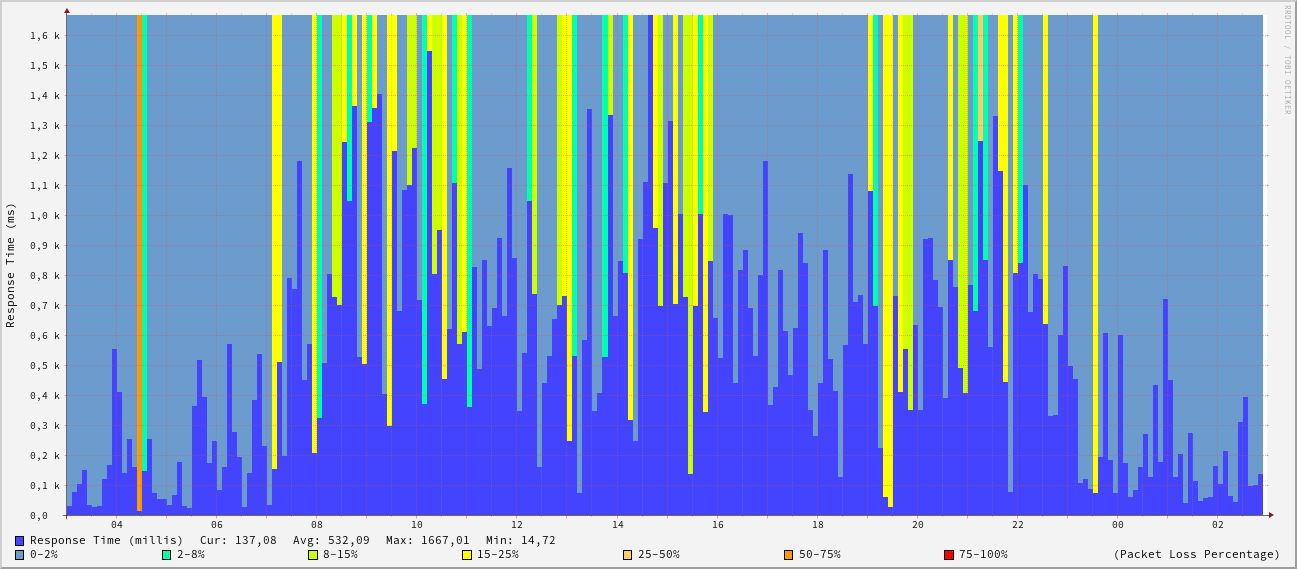 RRDTOOL / TOBI OETIKER
Response Time (ms)
1,6 k
1,5 k
1,4 k
1,3 k
1,2 k
1,1 k
1,0 k
0,9 k
0,8 k
0,7 k
0,6 k
0,5 k
0,4 k
0,3 k
0,2 k
0,1 k
0,0
04 06 08 10 12 14 16 18 20 22 00 02
Response Time (millis) Cur: 137,08 Avg: 532,09 Max: 1667,01 Min: 14,72
0-2% 2-8% 8-15% 15-25% 25-50% 50-75% 75-100% (Packet Loss Percentage)